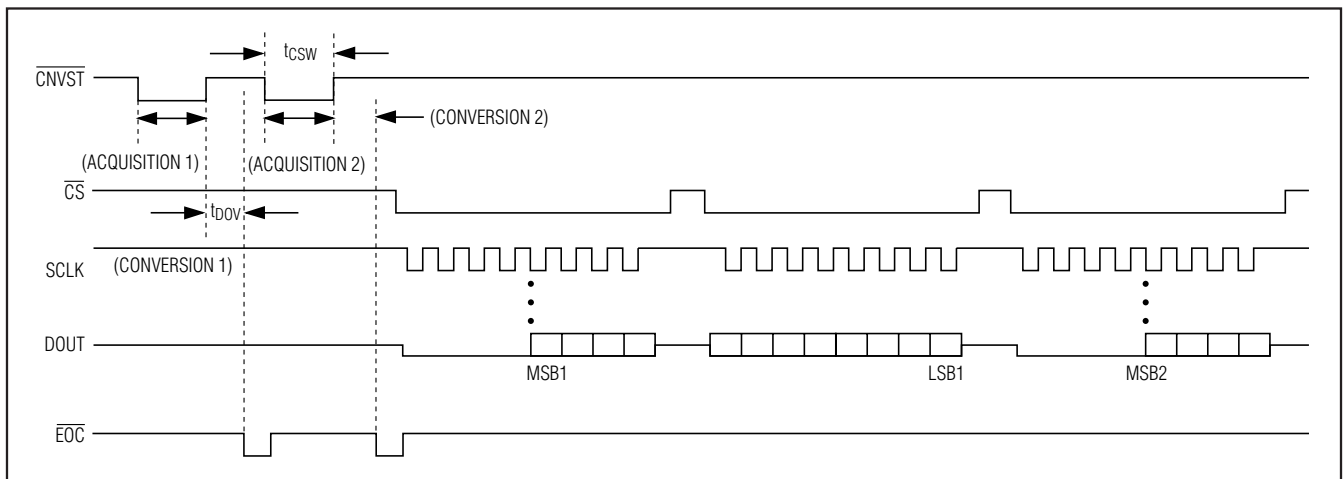 tCSW
CNVST
(CONVERSION 2)
(ACQUISITION 1)
(ACQUISITION 2)
CS
tDOV
(CONVERSION 1)
SCLK
DOUT
MSB1
LSB1
MSB2
EOC